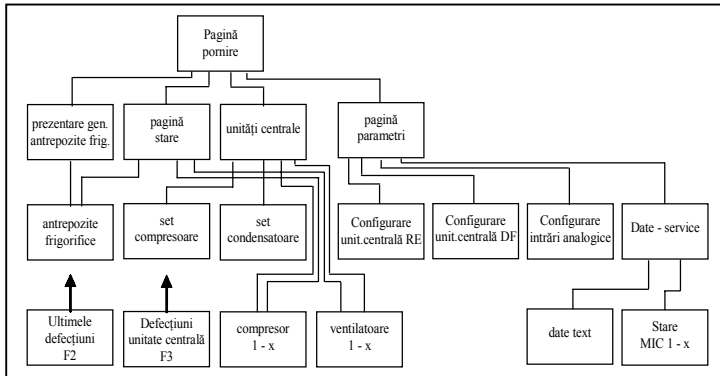 Pagină
pornire
prezentare gen.
antrepozite frig.
pagină
stare
unităţi centrale
pagină
parametri
antrepozite
frigorifice
set
compresoare
set
condensatoare
Configurare
unit.centrală RE
Configurare
unit.centrală DF
Configurare
intrări analogice
Date - service
Ultimele
defecţiuni
F2
Defecţiuni
unitate centrală
F3
compresor
1 - x
ventilatoare
1 - x
date text
Stare
MIC 1 - x